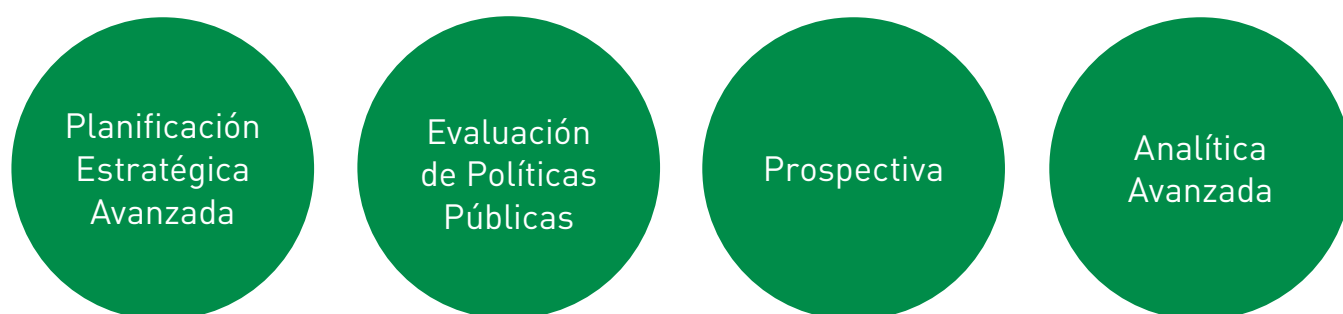 Planificación
Estratégica
Avanzada
Evaluación
de Políticas
Públicas
Prospectiva
Analítica
Avanzada